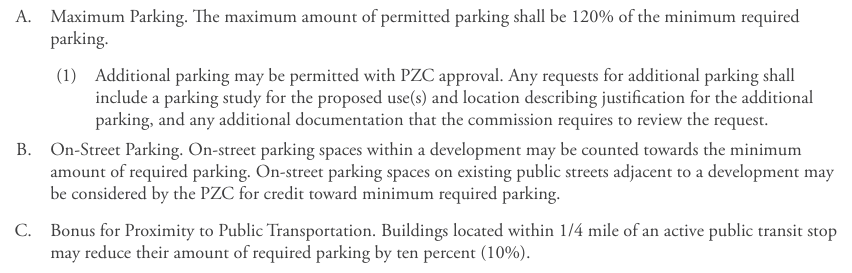 A. Maximum Parking. The maximum amount of permitted parking shall be 120% of the minimum required
parking.
(1) Additional parking may be permitted with PZC approval. Any requests for additional parking shall
include a parking study for the proposed use(s) and location describing justification for the additional
parking, and any additional documentation that the commission requires to review the request.
B. On-Street Parking. On-street parking spaces within a development may be counted towards the minimum
amount of required parking. On-street parking spaces on existing public streets adjacent to a development may
be considered by the PZC for credit toward minimum required parking.
C. Bonus for Proximity to Public Transportation. Buildings located within 1/4 mile of an active public transit stop
may reduce their amount of required parking by ten percent (10%).